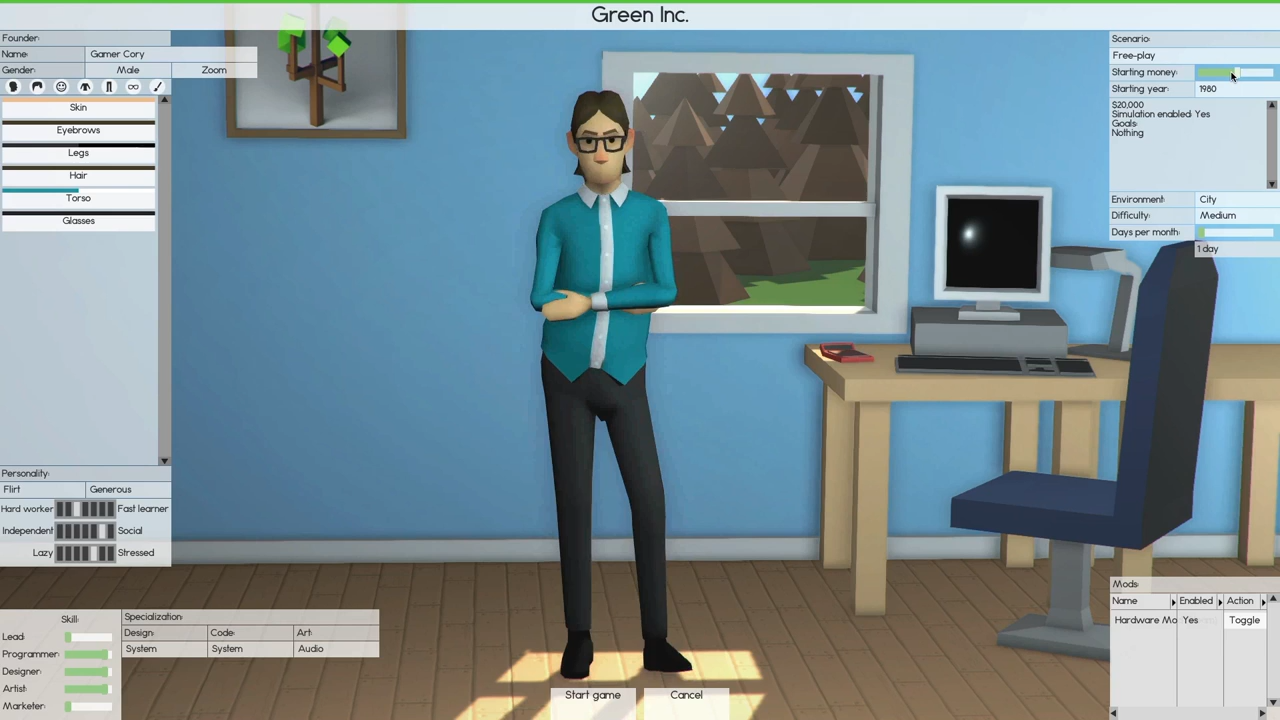 Green Inc.
Founder:
Name: Gamer Cory
Gender: Male Zoom
Skin
Eyebrows
Legs
Hair
Torso
Glasses
Personality:
Flirt Generous
Hard worker Fast learner
Independent Social
Lazy Stressed
Skill:
Lead:
Programmer:
Designer:
Artist:
Marketer:
Specialization:
Design: Code: Art:
System System Audio
Start game Cancel
Scenario:
Free-play
Starting money:
Starting year: 1980
$20,000
Simulation enabled: Yes
Goals:
Nothing
Environment: City
Difficulty: Medium
Days per month:
1 day
Mods:
Name Enabled Action
Hardware Mo Yes Toggle